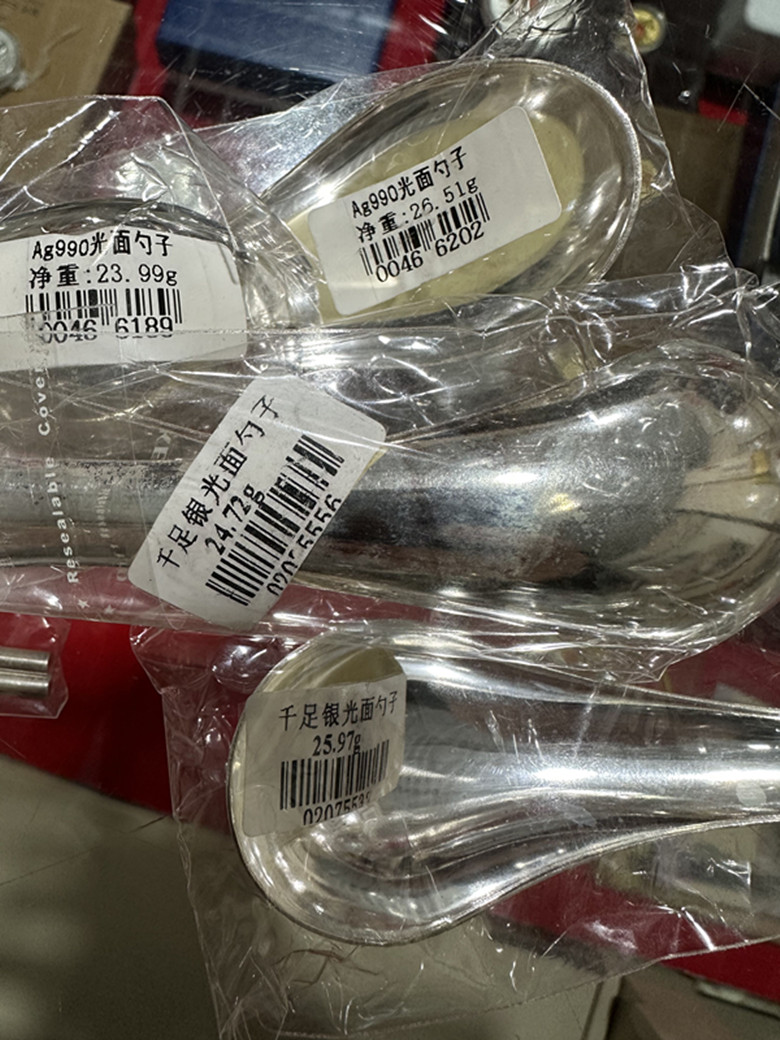 Ag990光面勺子
净重:26.51g
0046 6202
Ag990光面勺子
净重:23.99g
0046 6189
Resealable Cover
千足银光面勺子
24.72g
千足银光面勺子
25.97g